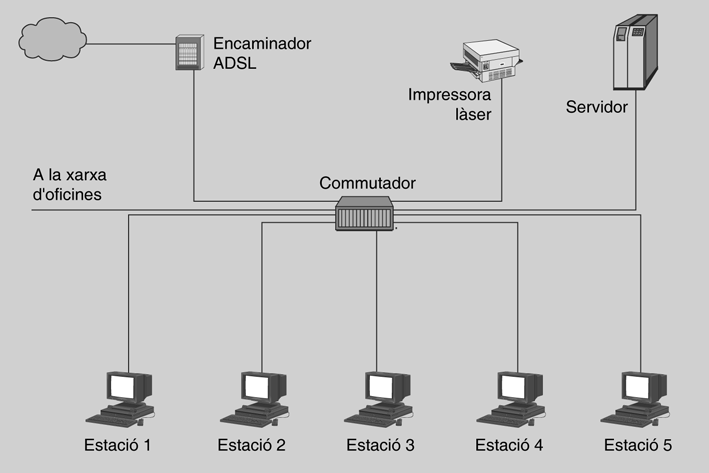 Encaminador
ADSL
Impressora
làser
Servidor
A la xarxa
d'oficines
Commutador
Estació 1
Estació 2
Estació 3
Estació 4
Estació 5